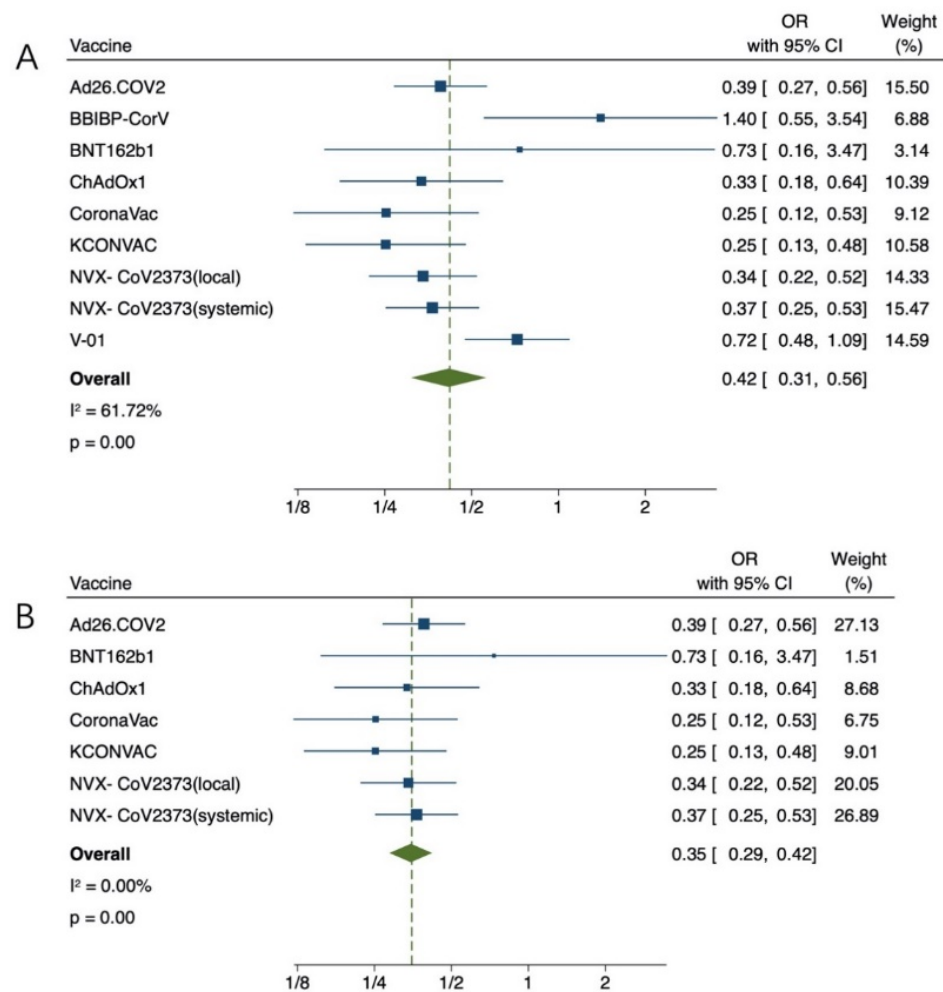 A
Vaccine OR with 95% CI Weight (%)
Ad26.COV2 0.39 [ 0.27, 0.56] 15.50
BBIBP-CorV 1.40 [ 0.55, 3.54] 6.88
BNT162b1 0.73 [ 0.16, 3.47] 3.14
ChAdOx1 0.33 [ 0.18, 0.64] 10.39
CoronaVac 0.25 [ 0.12, 0.53] 9.12
KCONVAC 0.25 [ 0.13, 0.48] 10.58
NVX- CoV2373(local) 0.34 [ 0.22, 0.52] 14.33
NVX- CoV2373(systemic) 0.37 [ 0.25, 0.53] 15.47
V-01 0.72 [ 0.48, 1.09] 14.59
Overall 0.42 [ 0.31, 0.56]
I² = 61.72%
p = 0.00
1/8 1/4 1/2 1 2
B
Vaccine OR with 95% CI Weight (%)
Ad26.COV2 0.39 [ 0.27, 0.56] 27.13
BNT162b1 0.73 [ 0.16, 3.47] 1.51
ChAdOx1 0.33 [ 0.18, 0.64] 8.68
CoronaVac 0.25 [ 0.12, 0.53] 6.75
KCONVAC 0.25 [ 0.13, 0.48] 9.01
NVX- CoV2373(local) 0.34 [ 0.22, 0.52] 20.05
NVX- CoV2373(systemic) 0.37 [ 0.25, 0.53] 26.89
Overall 0.35 [ 0.29, 0.42]
I² = 0.00%
p = 0.00
1/8 1/4 1/2 1 2